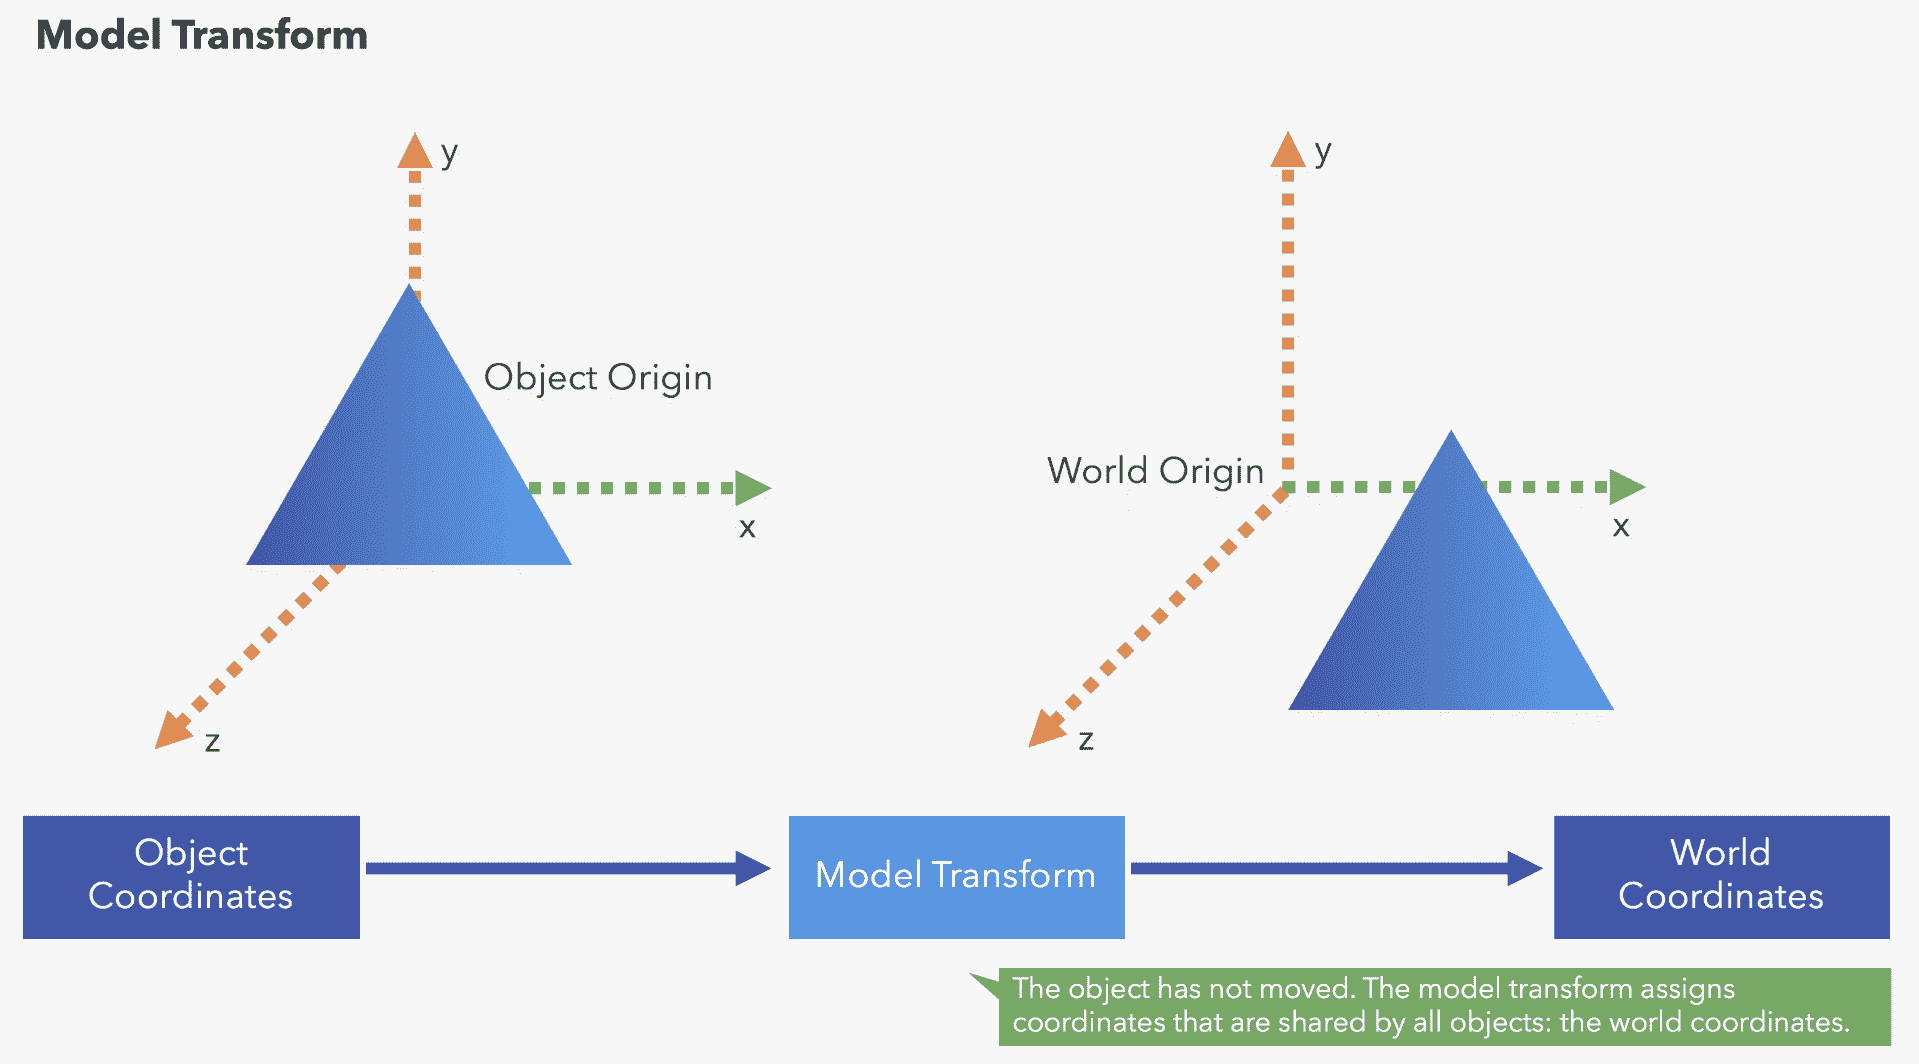 Model Transform
y
Object Origin
x
z
y
World Origin
x
z
Object
Coordinates
Model Transform
World
Coordinates
The object has not moved. The model transform assigns
coordinates that are shared by all objects: the world coordinates.